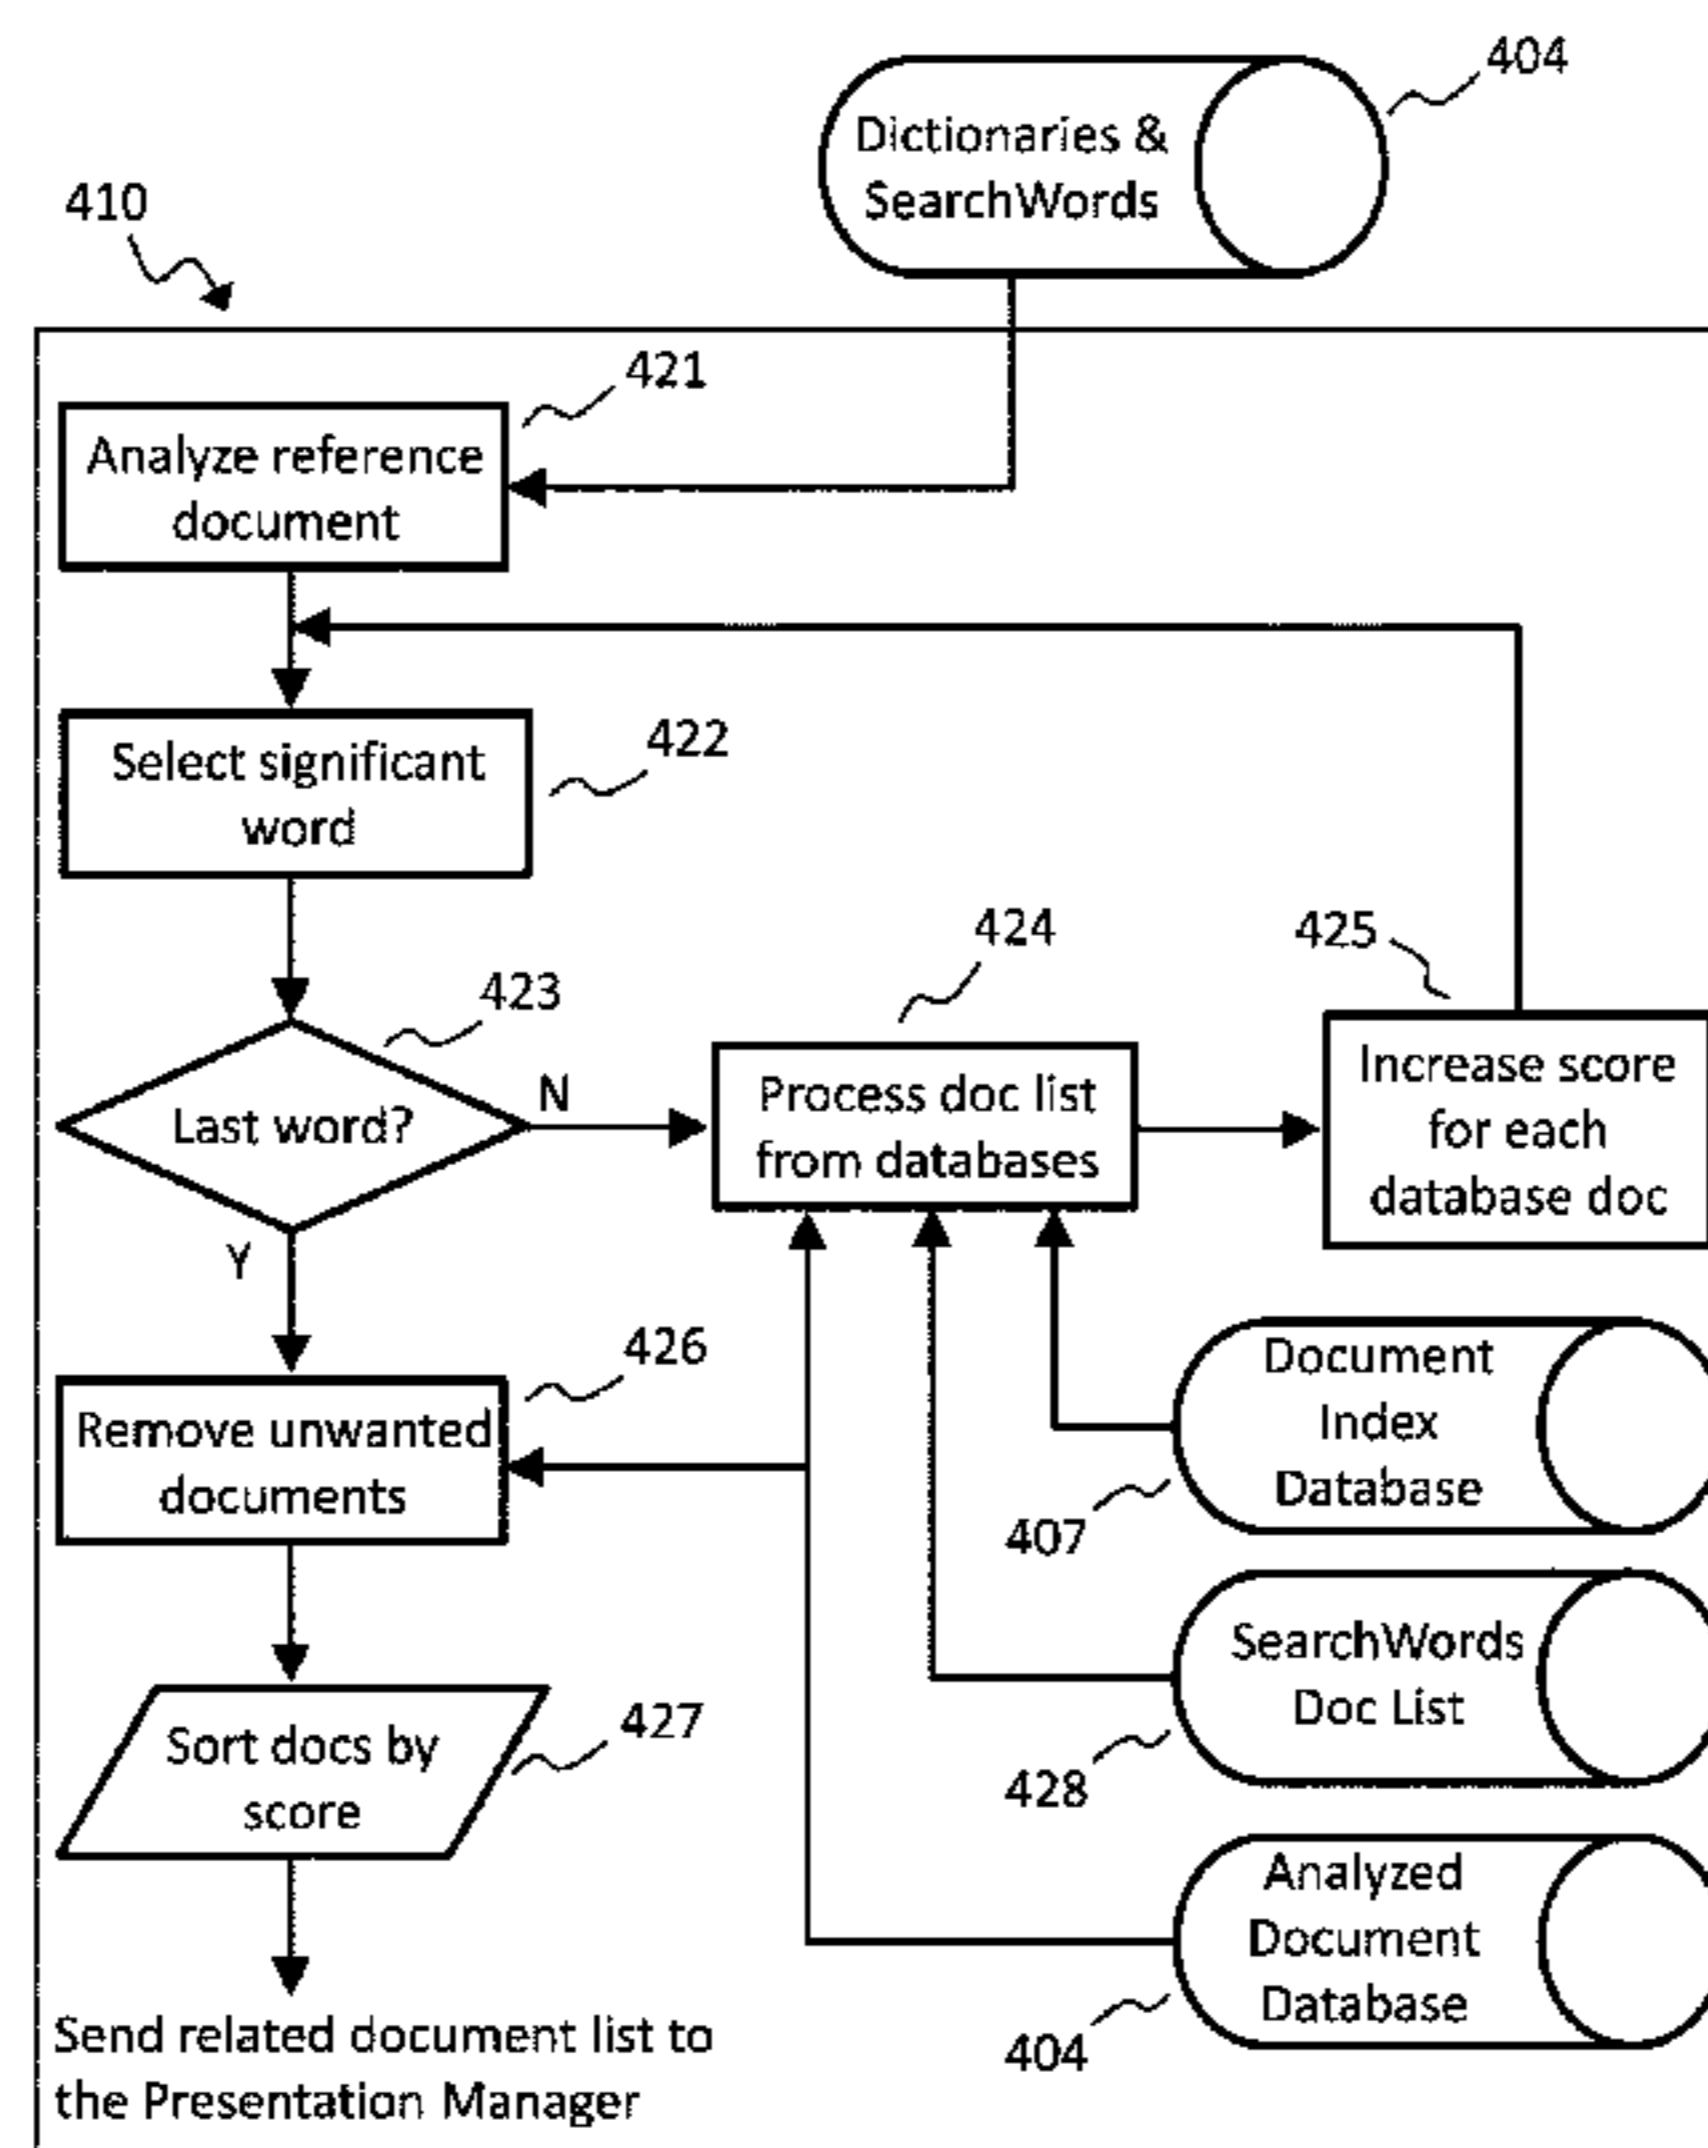 404
Dictionaries &
SearchWords
410
421
Analyze reference
document
422
Select significant
word
423
Last word?
N
Y
424
Process doc list
from databases
425
Increase score
for each
database doc
426
Remove unwanted
documents
Document
Index
Database
407
SearchWords
Doc List
428
427
Sort docs by
score
Analyzed
Document
Database
404
Send related document list to
the Presentation Manager